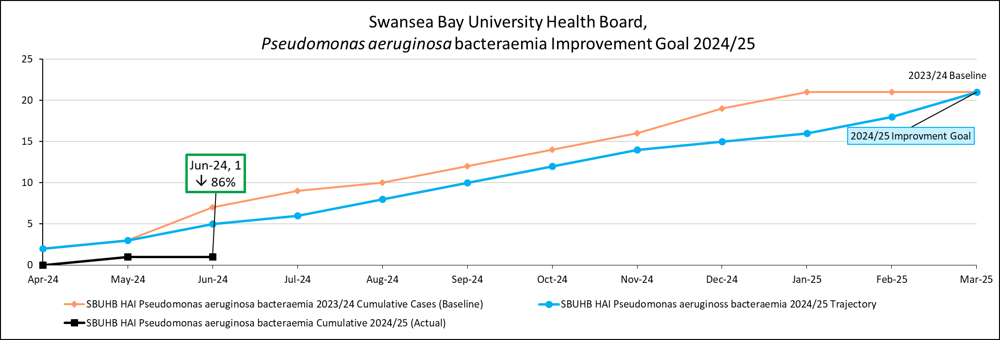 Swansea Bay University Health Board,
Pseudomonas aeruginosa bacteraemia Improvement Goal 2024/25
25
2023/24 Baseline
20
2024/25 Improvment Goal
15
Jun-24, 1
↓ 86%
10
5
0
Apr-24 May-24 Jun-24 Jul-24 Aug-24 Sep-24 Oct-24 Nov-24 Dec-24 Jan-25 Feb-25 Mar-25
SBUHB HAI Pseudomonas aeruginosa bacteraemia 2023/24 Cumulative Cases (Baseline)
SBUHB HAI Pseudomonas aeruginoss bacteraemia 2024/25 Trajectory
SBUHB HAI Pseudomonas aeruginosa bacteraemia Cumulative 2024/25 (Actual)